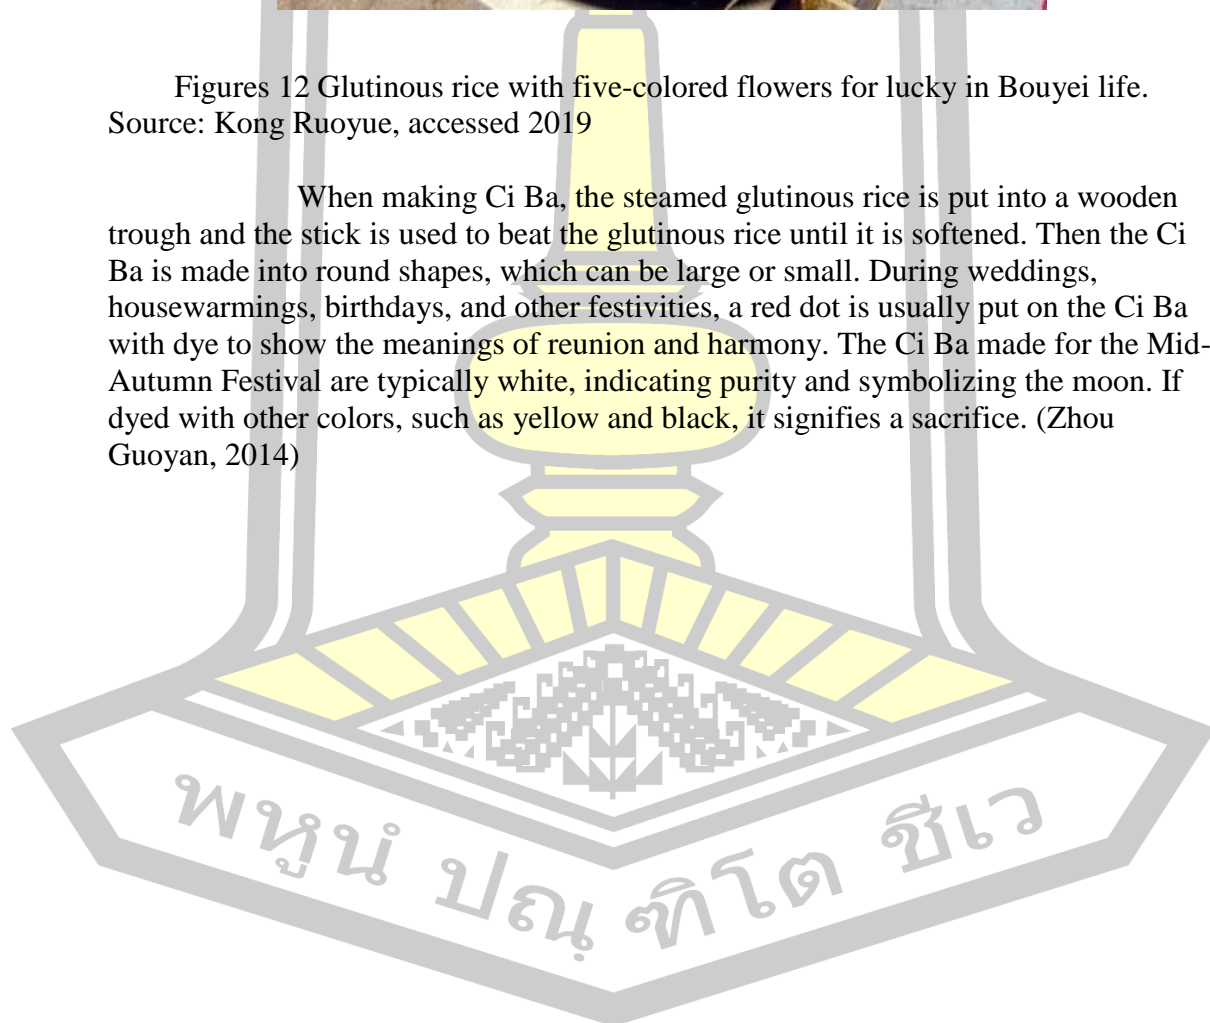 Figures 12 Glutinous rice with five-colored flowers for lucky in Bouyei life.
Source: Kong Ruoyue, accessed 2019
When making Ci Ba, the steamed glutinous rice is put into a wooden
trough and the stick is used to beat the glutinous rice until it is softened. Then the Ci
Ba is made into round shapes, which can be large or small. During weddings,
housewarmings, birthdays, and other festivities, a red dot is usually put on the Ci Ba
with dye to show the meanings of reunion and harmony. The Ci Ba made for the Mid-
Autumn Festival are typically white, indicating purity and symbolizing the moon. If
dyed with other colors, such as yellow and black, it signifies a sacrifice. (Zhou
Guoyan, 2014)
พหูนํ ปณฺฑิโต ชีเว